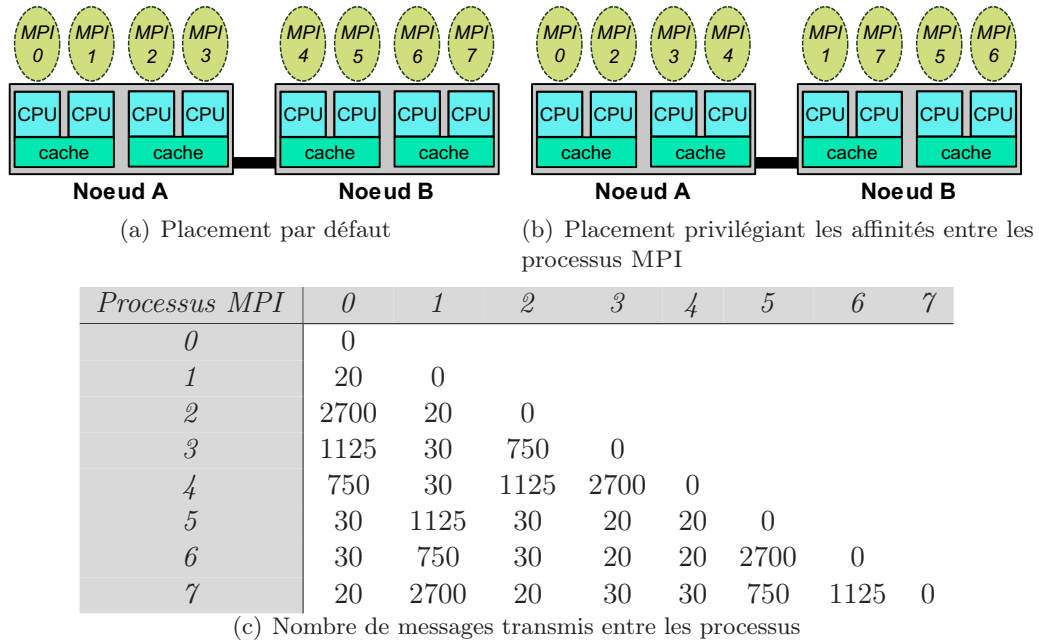 MPI 0 MPI 1 MPI 2 MPI 3 MPI 4 MPI 5 MPI 6 MPI 7
CPU CPU CPU CPU CPU CPU CPU CPU
cache cache cache cache
Noeud A Noeud B
(a) Placement par défaut
MPI 0 MPI 2 MPI 3 MPI 4 MPI 1 MPI 7 MPI 5 MPI 6
CPU CPU CPU CPU CPU CPU CPU CPU
cache cache cache cache
Noeud A Noeud B
(b) Placement privilégiant les affinités entre les
processus MPI
Processus MPI 0 1 2 3 4 5 6 7
0 0
1 20 0
2 2700 20 0
3 1125 30 750 0
4 750 30 1125 2700 0
5 30 1125 30 20 20 0
6 30 750 30 20 20 2700 0
7 20 2700 20 30 30 750 1125 0
(c) Nombre de messages transmis entre les processus